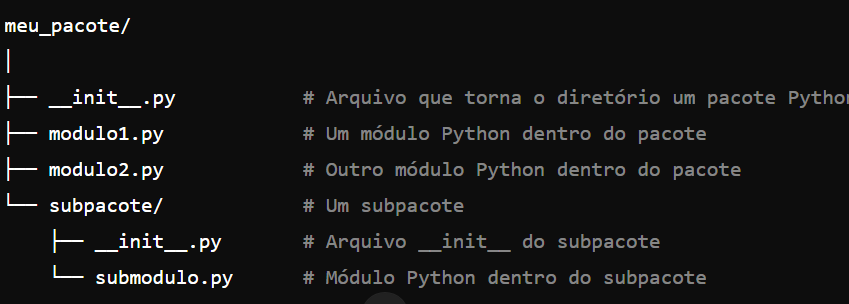 meu_pacote/
│
├── __init__.py # Arquivo que torna o diretório um pacote Python
├── modulo1.py # Um módulo Python dentro do pacote
├── modulo2.py # Outro módulo Python dentro do pacote
└── subpacote/ # Um subpacote
├── __init__.py # Arquivo __init__ do subpacote
└── submodulo.py # Módulo Python dentro do subpacote